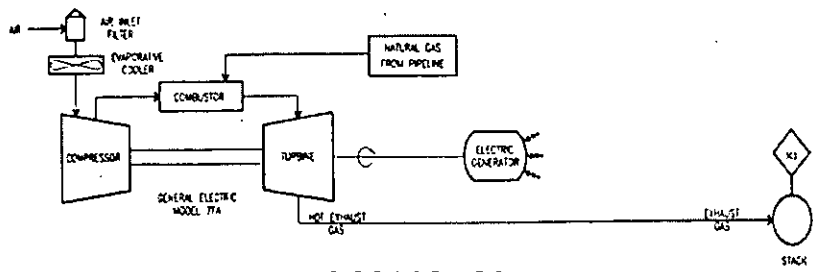 AIR
AIR INLET
FILTER
EVAPORATIVE
COOLER
NATURAL GAS
FROM PIPELINE
COMBUSTOR
COMPRESSOR
TURBINE
ELECTRIC
GENERATOR
GENERAL ELECTRIC
MODEL 7FA
HOT EXHAUST
GAS
EXHAUST
GAS
STACK